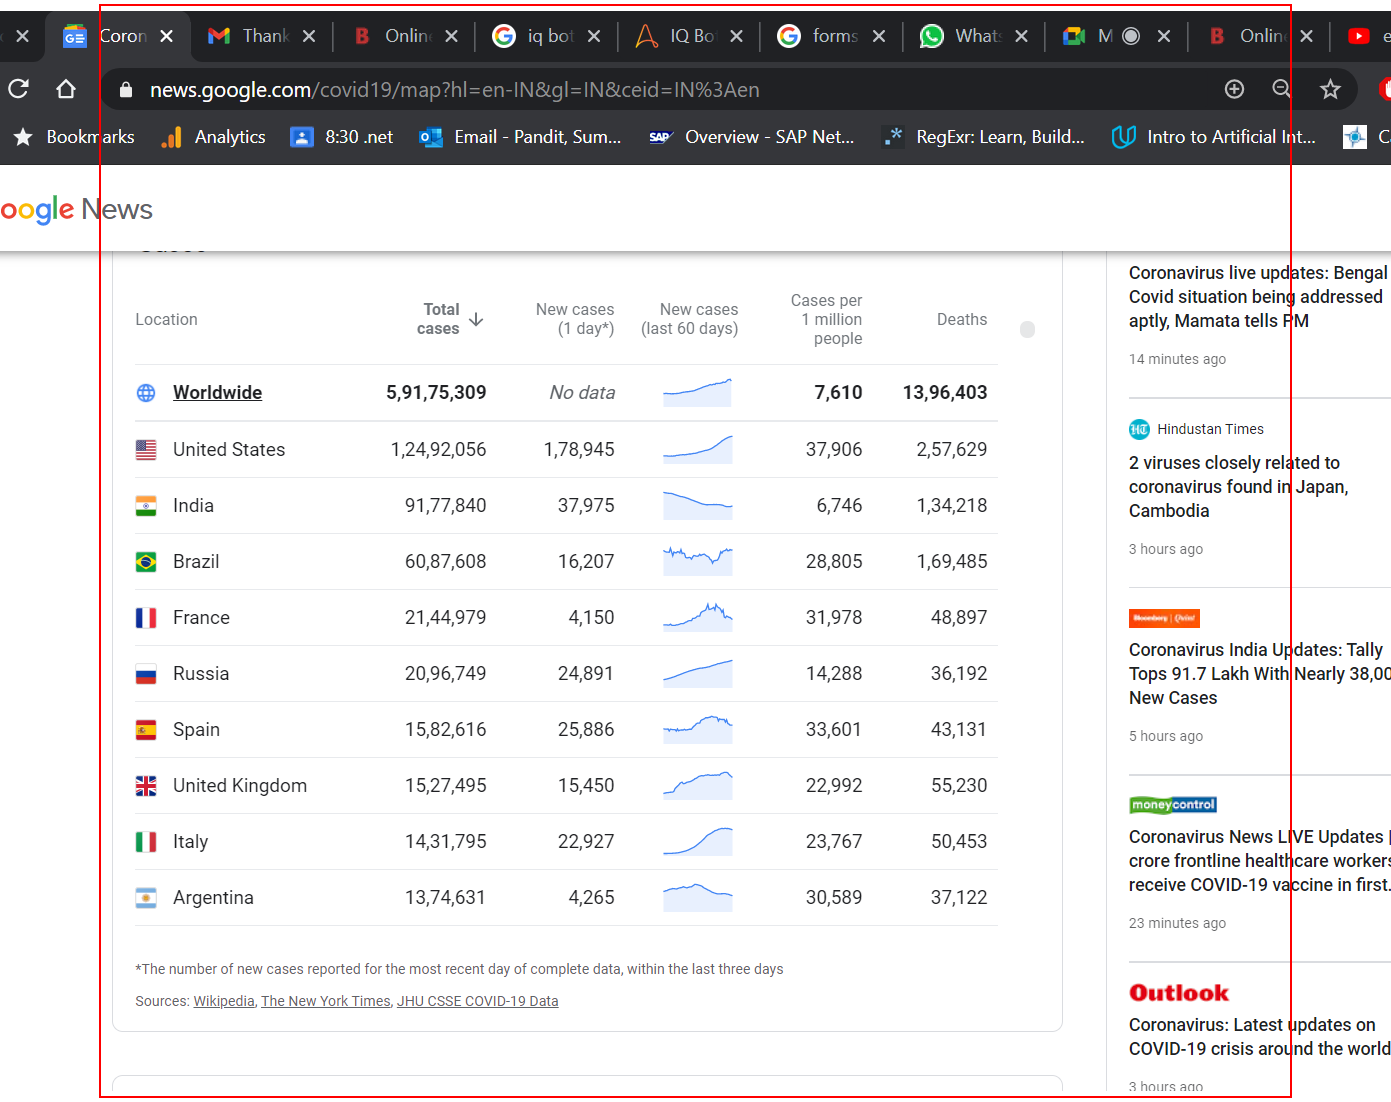 Coron
Thank
Onlin
iq bot
IQ Bo
forms
Whats
M
Onlin
news.google.com/covid19/map?hl=en-IN&gl=IN&ceid=IN%3Aen
Bookmarks
Analytics
8:30 .net
Email - Pandit, Sum...
SAP
Overview - SAP Net...
RegExr: Learn, Build...
Intro to Artificial Int...
oogle News
Location
Total cases
New cases (1 day*)
New cases (last 60 days)
Cases per 1 million people
Deaths
Worldwide 5,91,75,309 No data 7,610 13,96,403
United States 1,24,92,056 1,78,945 37,906 2,57,629
India 91,77,840 37,975 6,746 1,34,218
Brazil 60,87,608 16,207 28,805 1,69,485
France 21,44,979 4,150 31,978 48,897
Russia 20,96,749 24,891 14,288 36,192
Spain 15,82,616 25,886 33,601 43,131
United Kingdom 15,27,495 15,450 22,992 55,230
Italy 14,31,795 22,927 23,767 50,453
Argentina 13,74,631 4,265 30,589 37,122
*The number of new cases reported for the most recent day of complete data, within the last three days
Sources: Wikipedia, The New York Times, JHU CSSE COVID-19 Data
Coronavirus live updates: Bengal
Covid situation being addressed
aptly, Mamata tells PM
14 minutes ago
HT Hindustan Times
2 viruses closely related to
coronavirus found in Japan,
Cambodia
3 hours ago
Bloomberg | Quint
Coronavirus India Updates: Tally
Tops 91.7 Lakh With Nearly 38,00
New Cases
5 hours ago
moneycontrol
Coronavirus News LIVE Updates |
crore frontline healthcare workers
receive COVID-19 vaccine in first.
23 minutes ago
Outlook
Coronavirus: Latest updates on
COVID-19 crisis around the world
3 hours ago